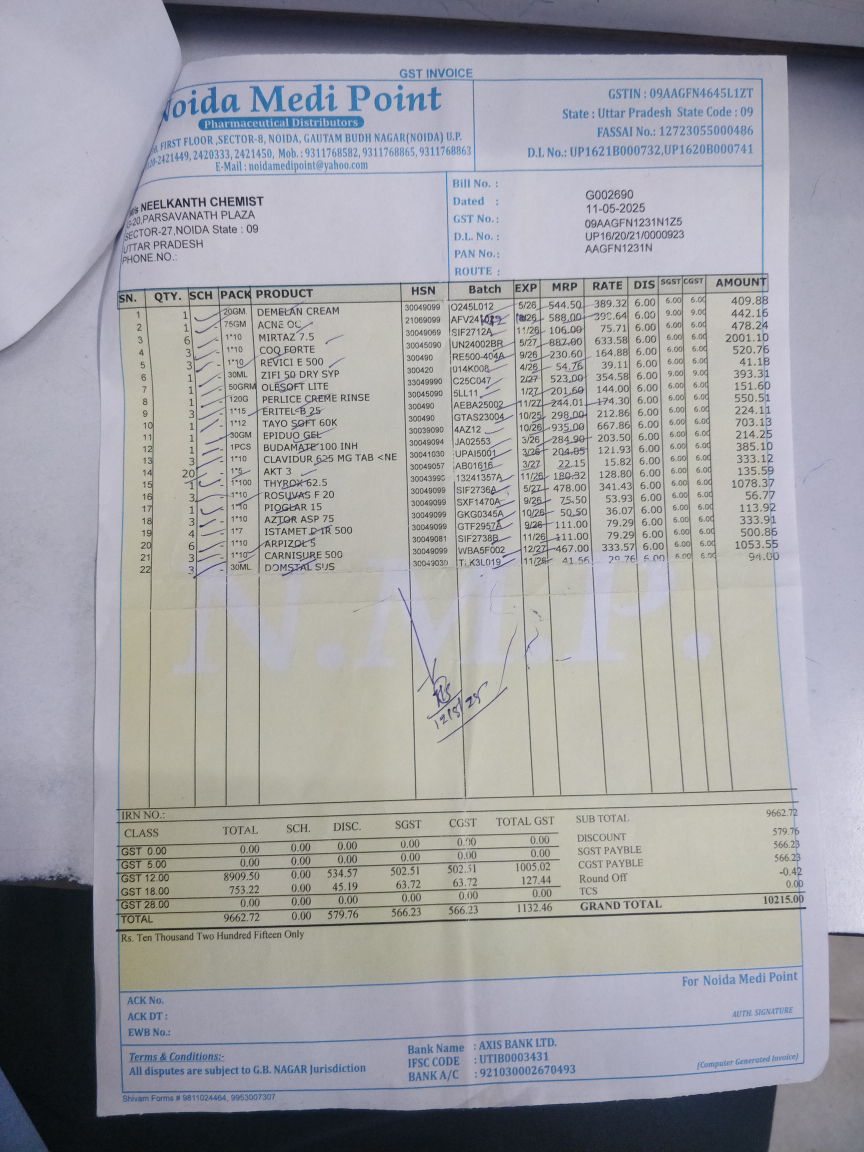 GST INVOICE
Noida Medi Point
Pharmaceutical Distributors
FIRST FLOOR ,SECTOR-8, NOIDA, GAUTAM BUDH NAGAR(NOIDA) U.P.
2421449, 2420333, 2421450, Mob.: 9311768582, 9311768865, 9311768863
E-Mail : noidamedipoint@yahoo.com
GSTIN : 09AAGFN4645L1ZT
State : Uttar Pradesh State Code : 09
FASSAI No.: 12723055000486
D.L No.: UP1621B000732,UP1620B000741
NEELKANTH CHEMIST
G-20,PARSAVANATH PLAZA
SECTOR-27,NOIDA State : 09
UTTAR PRADESH
PHONE.NO.:
Bill No. : G002690
Dated : 11-05-2025
GST No.: 09AAGFN1231N1Z5
D.L. No.: UP16/20/21/0000923
PAN No.: AAGFN1231N
ROUTE :
SN. QTY. SCH PACK PRODUCT HSN Batch EXP MRP RATE DIS SGST CGST AMOUNT
1 1 - 20GM DEMELAN CREAM 30049099 O245L012 5/26 544.50 389.32 6.00 6.00 6.00 409.88
2 1 - 75GM ACNE OC 21069099 588.00 6.00 9.00 9.00 442.16
3 6 - 1*10 MIRTAZ 7.5 30049069 SIF2712A 11/26 106.00 75.71 6.00 6.00 6.00 478.24
4 3 - 1*10 COQ FORTE 30045090 UN24002BR 5/27 887.00 633.58 6.00 6.00 6.00 2001.10
5 3 - 1*10 REVICI E 500 300490 RE500-404A 9/26 230.60 164.88 6.00 6.00 6.00 520.76
6 1 - 30ML ZIFI 50 DRY SYP 300420 014K008 4/26 54.76 39.11 6.00 6.00 6.00 41.18
7 1 - 50GRM OLESOFT LITE 33049990 C25C047 2/27 523.00 354.58 6.00 9.00 9.00 393.31
8 1 - 120G PERLICE CREME RINSE 30045090 5LL11 1/27 201.60 144.00 6.00 6.00 6.00 151.60
9 3 - 1*15 ERITEL-B 25 300490 AEBA25002 11/27 244.01 174.30 6.00 6.00 6.00 550.51
10 1 - 1*12 TAYO SOFT 60K 300490 GTAS23004 10/25 298.00 212.86 6.00 6.00 6.00 224.11
11 1 - 30GM EPIDUO GEL 30039090 4AZ12 10/26 935.00 667.86 6.00 6.00 6.00 703.13
12 1 - 1PCS BUDAMATE 100 INH 30049094 JA02553 3/26 284.90 203.50 6.00 6.00 6.00 214.25
13 3 - 1*10 CLAVIDUR 625 MG TAB <NE 30041030 UPAI5001 3/26 204.85 121.93 6.00 6.00 6.00 385.10
14 20 - AKT 3 30049057 AB01616 3/27 22.15 15.82 6.00 6.00 6.00 333.12
15 1 - 1*100 THYROX 62.5 30043990 13241357A 11/26 180.32 128.80 6.00 6.00 6.00 135.59
16 3 - 1*10 ROSUVAS F 20 30049099 SIF2736A 5/27 478.00 341.43 6.00 6.00 6.00 1078.37
17 1 - 1*10 PIOGLAR 15 30049099 SXF1470A 9/26 75.50 53.93 6.00 6.00 6.00 56.77
18 3 - 1*10 AZTOR ASP 75 30049099 GKG0345A 10/26 50.50 36.07 6.00 6.00 6.00 113.92
19 4 - 1*7 ISTAMET D IR 500 30049099 GTF2957A 9/26 111.00 79.29 6.00 6.00 6.00 333.91
20 6 - 1*10 ARPIZOL 5 30049081 SIF2738B 11/26 111.00 79.29 6.00 6.00 6.00 500.86
21 3 - 1*10 CARNISURE 500 30049099 WBA5F002 12/27 467.00 333.57 6.00 6.00 6.00 1053.55
22 3 - 30ML DOMSTAL SUS 30049030 TLK3L019 11/26 41.66 29.76 6.00 6.00 6.00 94.00
N.M.P.
12/5/25
IRN NO.:
CLASS TOTAL SCH. DISC. SGST CGST TOTAL GST
GST 0.00 0.00 0.00 0.00 0.00 0.00 0.00
GST 5.00 0.00 0.00 0.00 0.00 0.00 0.00
GST 12.00 8909.50 0.00 534.57 502.51 502.51 1005.02
GST 18.00 753.22 0.00 45.19 63.72 63.72 127.44
GST 28.00 0.00 0.00 0.00 0.00 0.00 0.00
TOTAL 9662.72 0.00 579.76 566.23 566.23 1132.46
SUB TOTAL 9662.72
DISCOUNT 579.76
SGST PAYBLE 566.23
CGST PAYBLE 566.23
Round Off -0.42
TCS 0.00
GRAND TOTAL 10215.00
Rs. Ten Thousand Two Hundred Fifteen Only
For Noida Medi Point
ACK No.
ACK DT :
EWB No.:
AUTH. SIGNATURE
Terms & Conditions:-
All disputes are subject to G.B. NAGAR Jurisdiction
Bank Name : AXIS BANK LTD.
IFSC CODE : UTIB0003431
BANK A/C : 921030002670493
(Computer Generated Invoice)
Shivam Forms # 9811024464, 9953007307